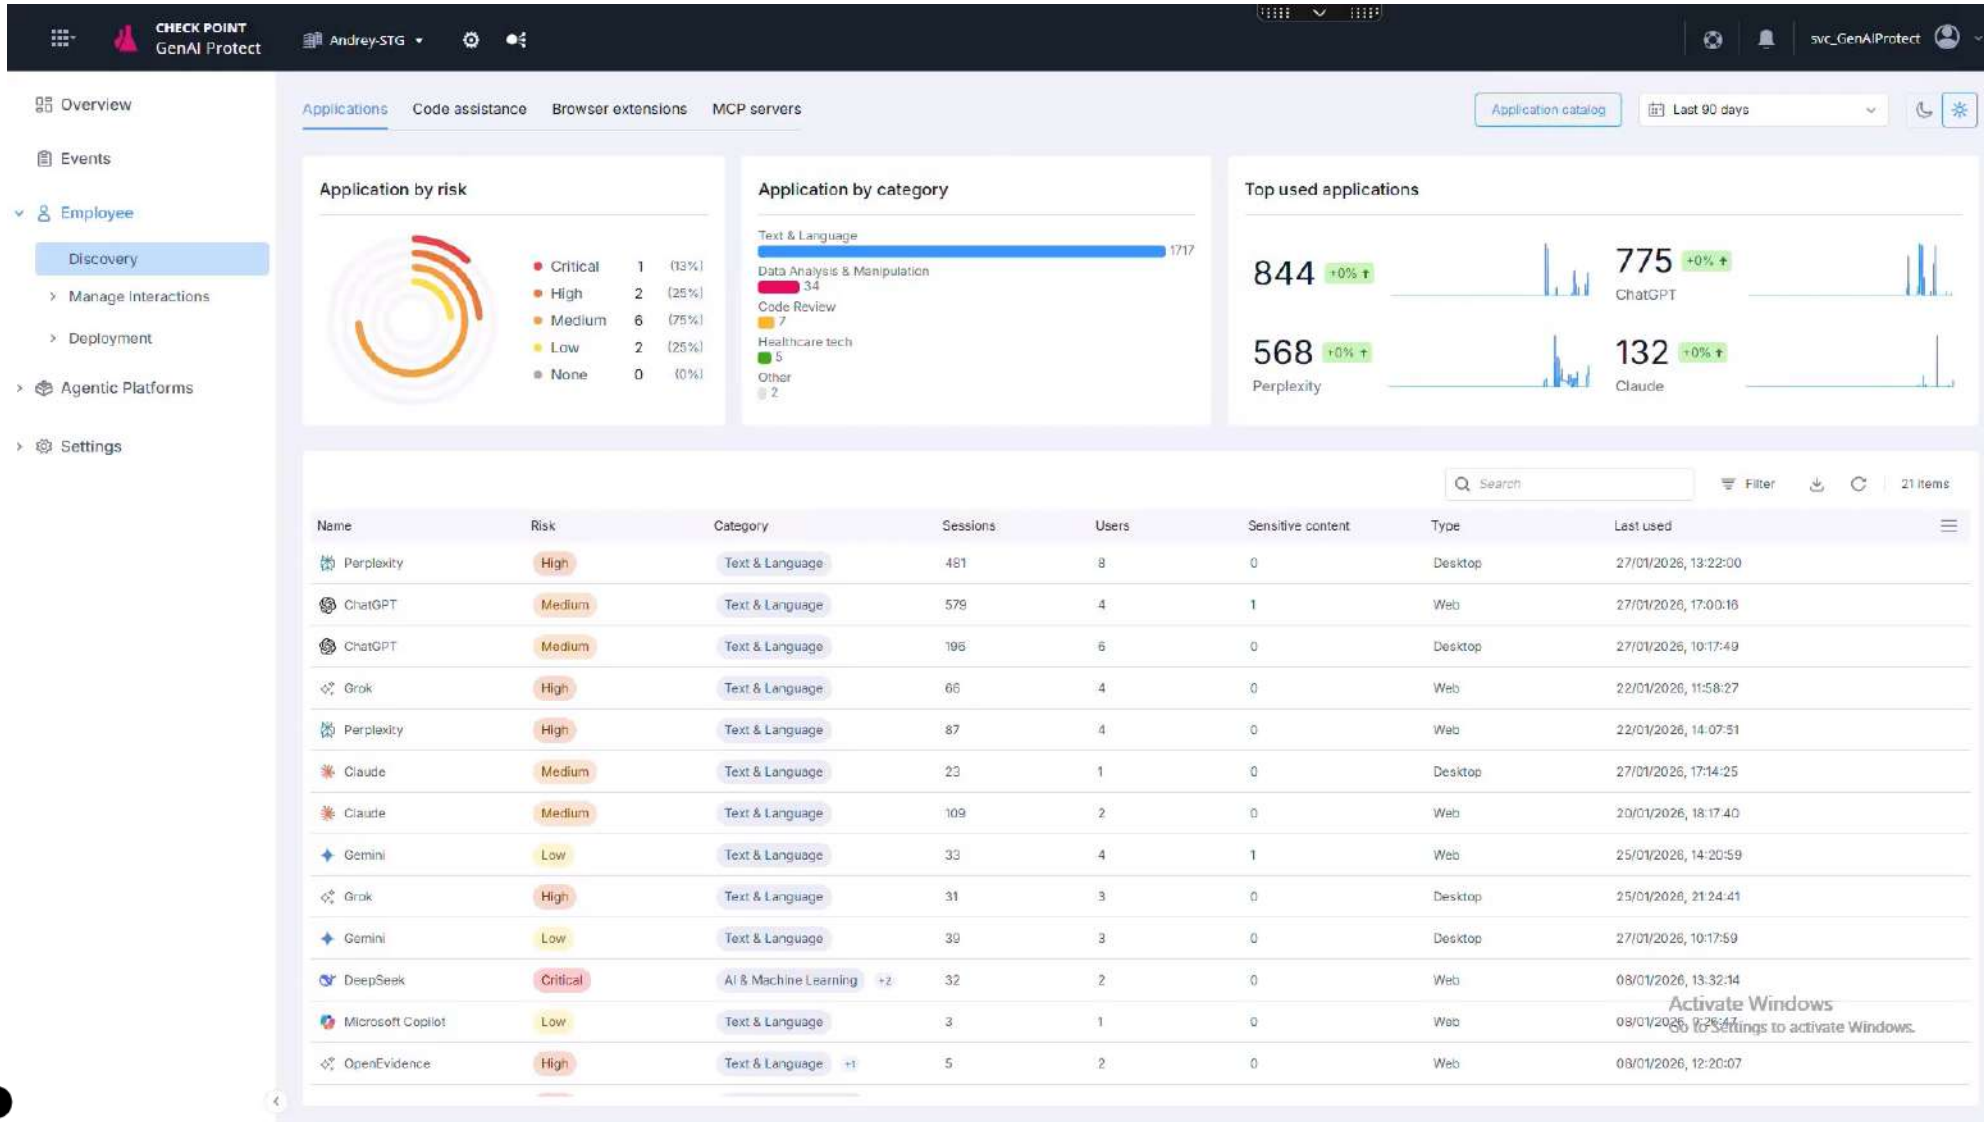 CHECK POINT
GenAI Protect
Andrey-STG
svc_GenAIProtect
Overview
Events
Employee
Discovery
Manage Interactions
Deployment
Agentic Platforms
Settings
Applications Code assistance Browser extensions MCP servers
Application catalog
Last 90 days
Application by risk
Critical 1 (13%)
High 2 (25%)
Medium 6 (75%)
Low 2 (25%)
None 0 (0%)
Application by category
Text & Language
1717
Data Analysis & Manipulation
34
Code Review
7
Healthcare tech
5
Other
2
Top used applications
844 +0% ↑
775 +0% ↑
ChatGPT
568 +0% ↑
Perplexity
132 +0% ↑
Claude
Search
Filter
21 items
Name Risk Category Sessions Users Sensitive content Type Last used
Perplexity High Text & Language 481 8 0 Desktop 27/01/2026, 13:22:00
ChatGPT Medium Text & Language 579 4 1 Web 27/01/2026, 17:00:16
ChatGPT Medium Text & Language 196 6 0 Desktop 27/01/2026, 10:17:49
Grok High Text & Language 66 4 0 Web 22/01/2026, 11:58:27
Perplexity High Text & Language 87 4 0 Web 22/01/2026, 14:07:51
Claude Medium Text & Language 23 1 0 Desktop 27/01/2026, 17:14:25
Claude Medium Text & Language 109 2 0 Web 20/01/2026, 18:17:40
Gemini Low Text & Language 33 4 1 Web 25/01/2026, 14:20:59
Grok High Text & Language 31 3 0 Desktop 25/01/2026, 21:24:41
Gemini Low Text & Language 39 3 0 Desktop 27/01/2026, 10:17:59
DeepSeek Critical AI & Machine Learning +2 32 2 0 Web 08/01/2026, 13:32:14
Microsoft Copilot Low Text & Language 3 1 0 Web
OpenEvidence High Text & Language +1 5 2 0 Web 08/01/2026, 12:20:07
Activate Windows
Go to Settings to activate Windows.